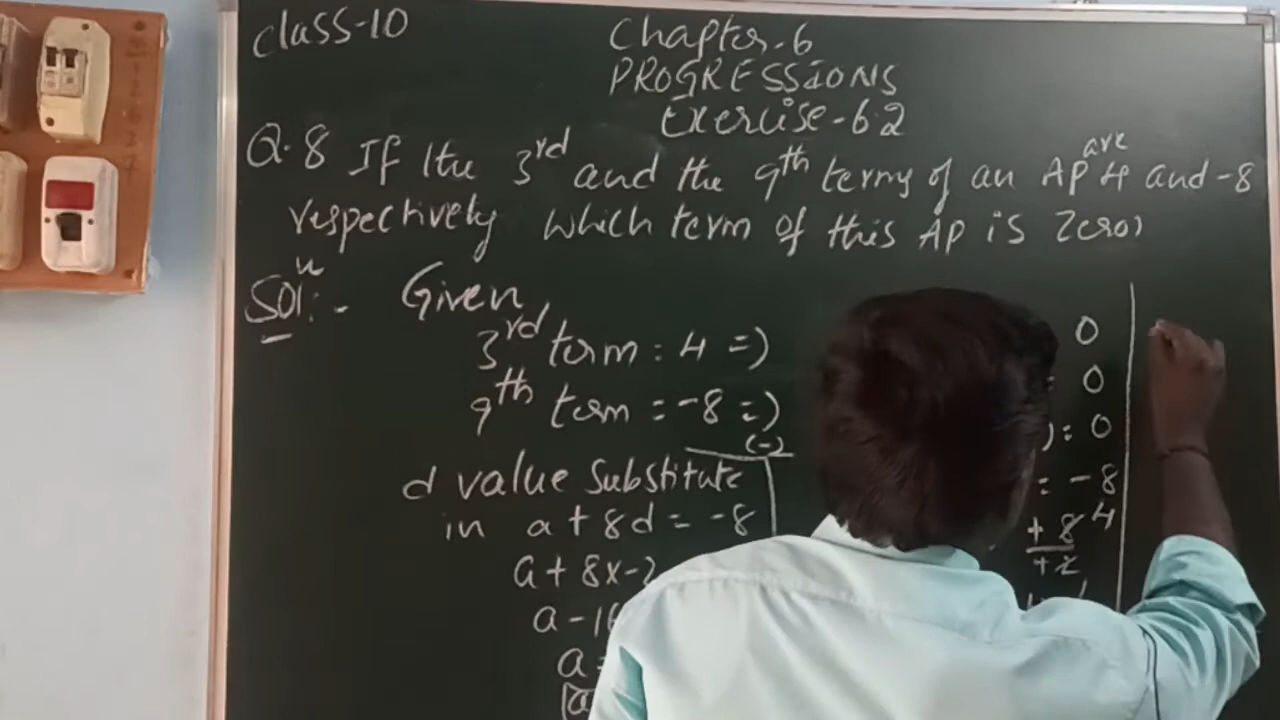 Class-10
Chapter-6
PROGRESSIONS
Exercise-6.2
Q.8 If the 3rd and the 9th terms of an AP are 4 and -8
respectively which term of this AP is Zero?
Soln:- Given
3rd term = 4 =)
9th term = -8 =)
(-)
d value Substitute
in a + 8d = -8
a + 8x-2
a - 16
a =
a
0
= 0
): 0
= -8
+ 8 4
+ 2